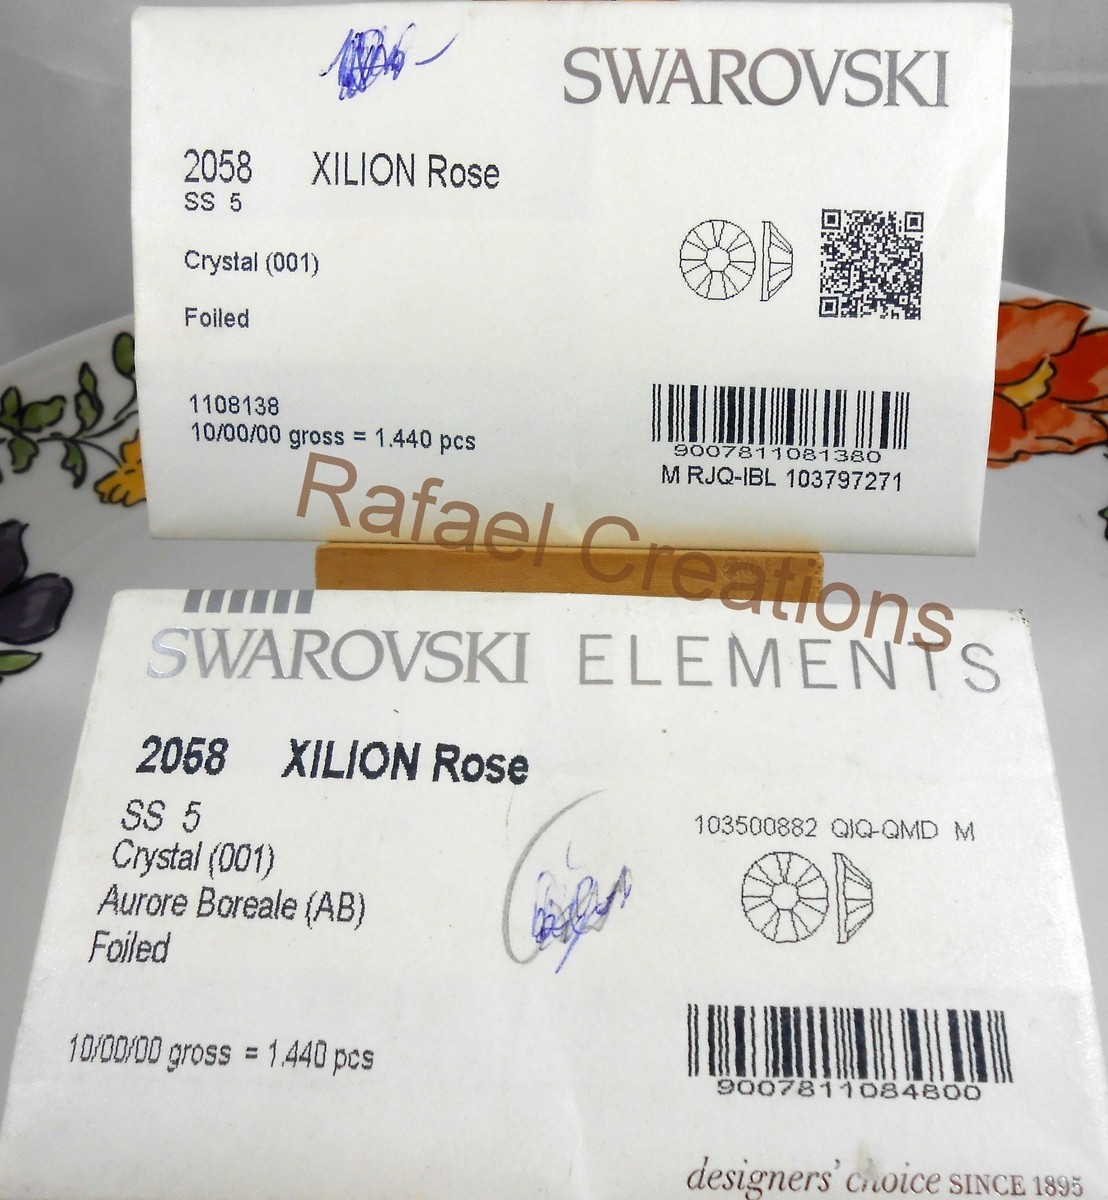 SWAROVSKI
2058 XILION Rose
SS 5
Crystal (001)
Foiled
1108138
10/00/00 gross = 1.440 pcs
9007811081380
M RJQ-IBL 103797271
Rafael Creations
SWAROVSKI ELEMENTS
2058 XILION Rose
SS 5
Crystal (001)
Aurore Boreale (AB)
Foiled
103500882 QIQ-QMD M
10/00/00 gross = 1.440 pcs
9007811084800
designers' choice SINCE 1895